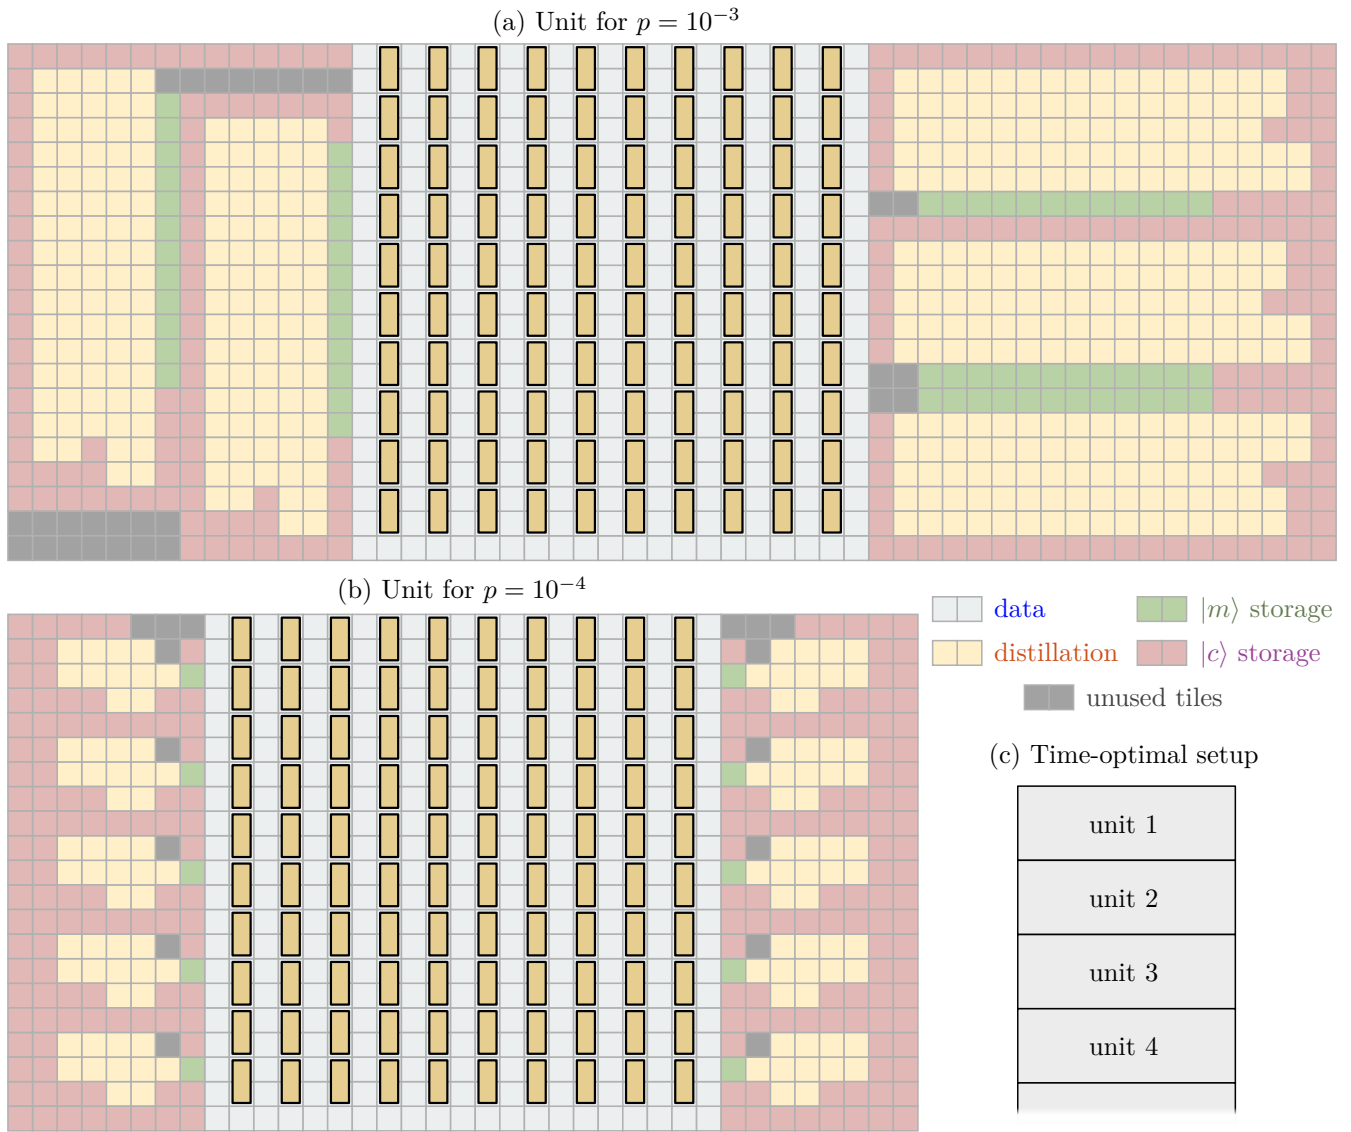 (a) Unit for p = 10⁻³
(b) Unit for p = 10⁻⁴
data
|m⟩ storage
distillation
|c⟩ storage
unused tiles
(c) Time-optimal setup
unit 1
unit 2
unit 3
unit 4